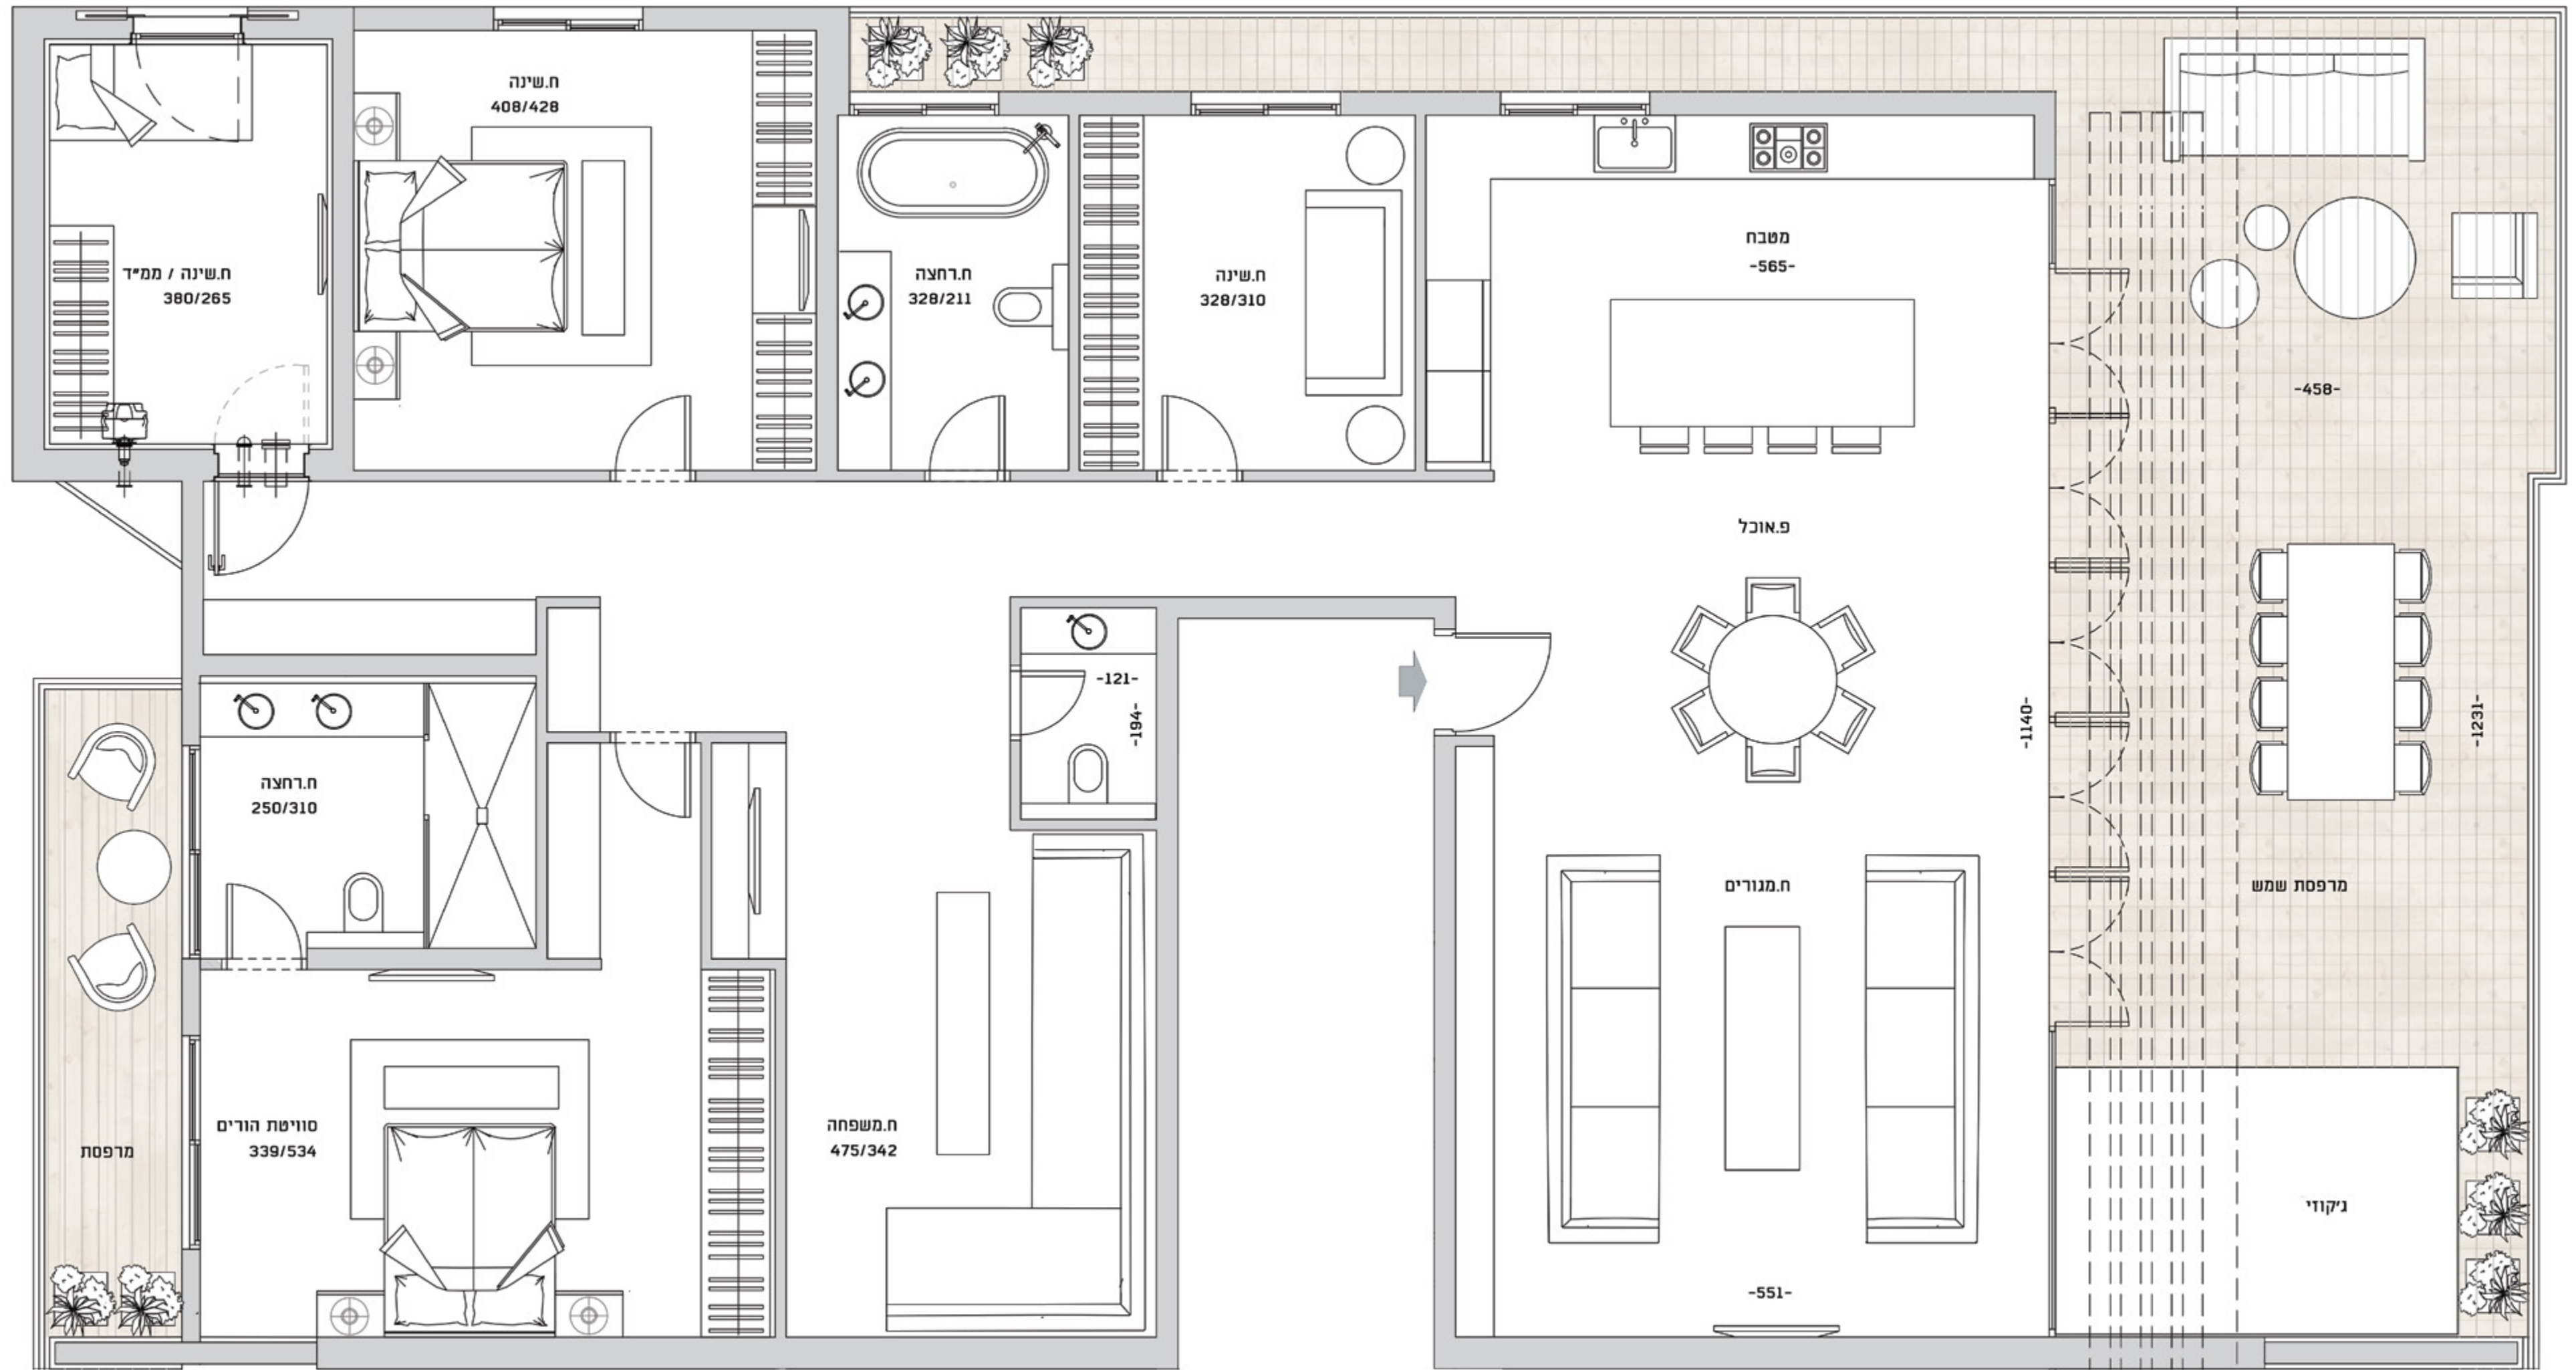 ח.שינה
408/428
ח.שינה / ממ״ד
380/265
ח.רחצה
328/211
ח.שינה
328/310
מטבח
-565-
-458-
פ.אוכל
-121-
-194-
-1140-
-1231-
ח.רחצה
250/310
ח.מגורים
מרפסת שמש
סוויטת הורים
339/534
ח.משפחה
475/342
מרפסת
ג׳קוזי
-551-